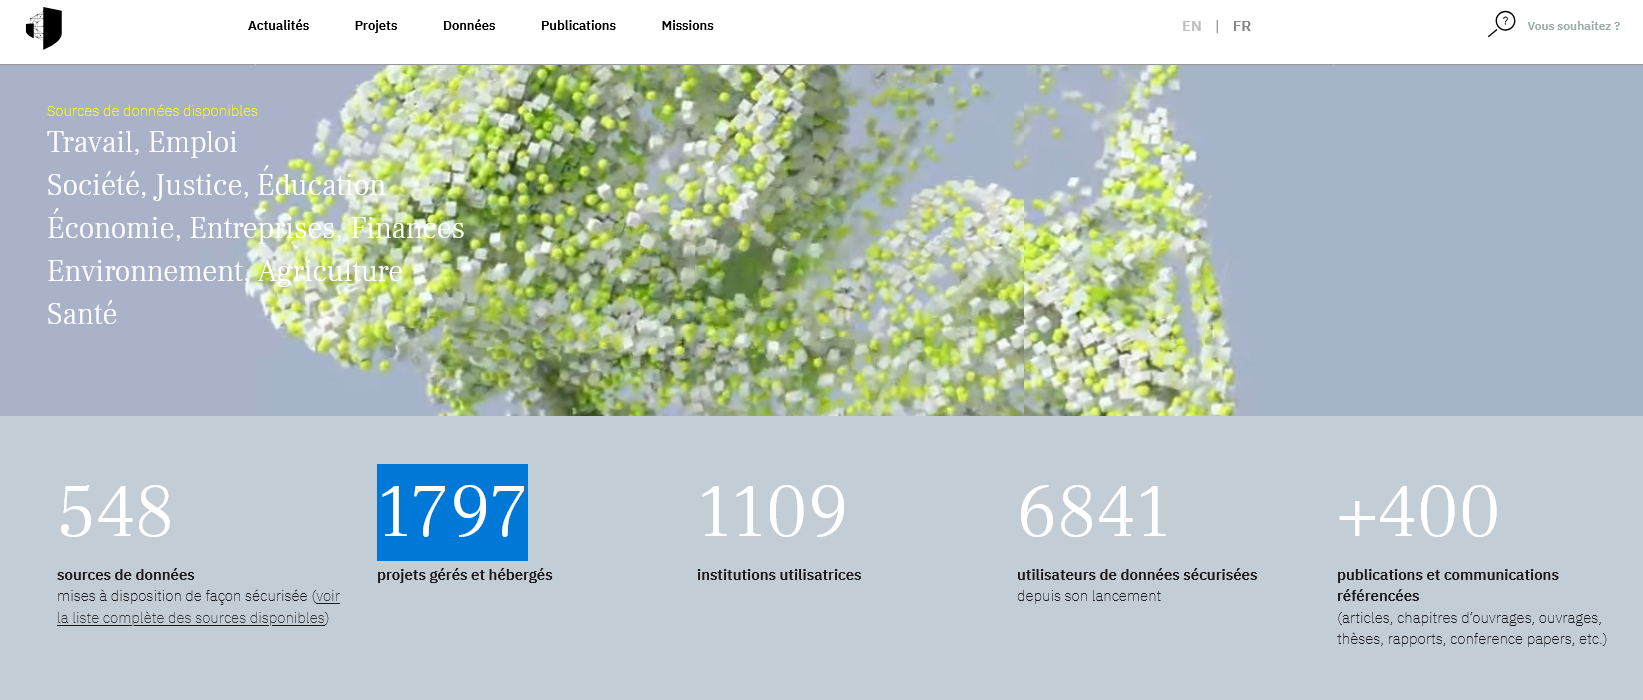 Actualités Projets Données Publications Missions EN | FR ? Vous souhaitez ?
Sources de données disponibles
Travail, Emploi
Société, Justice, Éducation
Économie, Entreprises, Finances
Environnement, Agriculture
Santé
548
sources de données
mises à disposition de façon sécurisée (voir
la liste complète des sources disponibles)
1797
projets gérés et hébergés
1109
institutions utilisatrices
6841
utilisateurs de données sécurisées
depuis son lancement
+400
publications et communications
référencées
(articles, chapitres d’ouvrages, ouvrages,
thèses, rapports, conference papers, etc.)